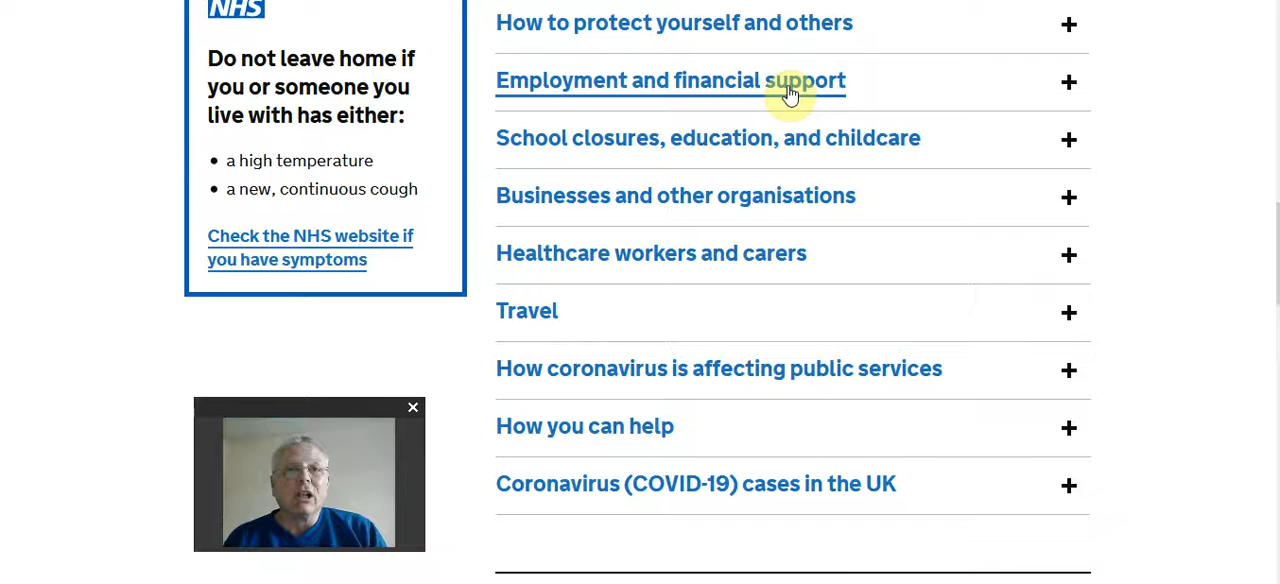 NHS
Do not leave home if
you or someone you
live with has either:
a high temperature
a new, continuous cough
Check the NHS website if
you have symptoms
How to protect yourself and others
Employment and financial support
School closures, education, and childcare
Businesses and other organisations
Healthcare workers and carers
Travel
How coronavirus is affecting public services
How you can help
Coronavirus (COVID-19) cases in the UK